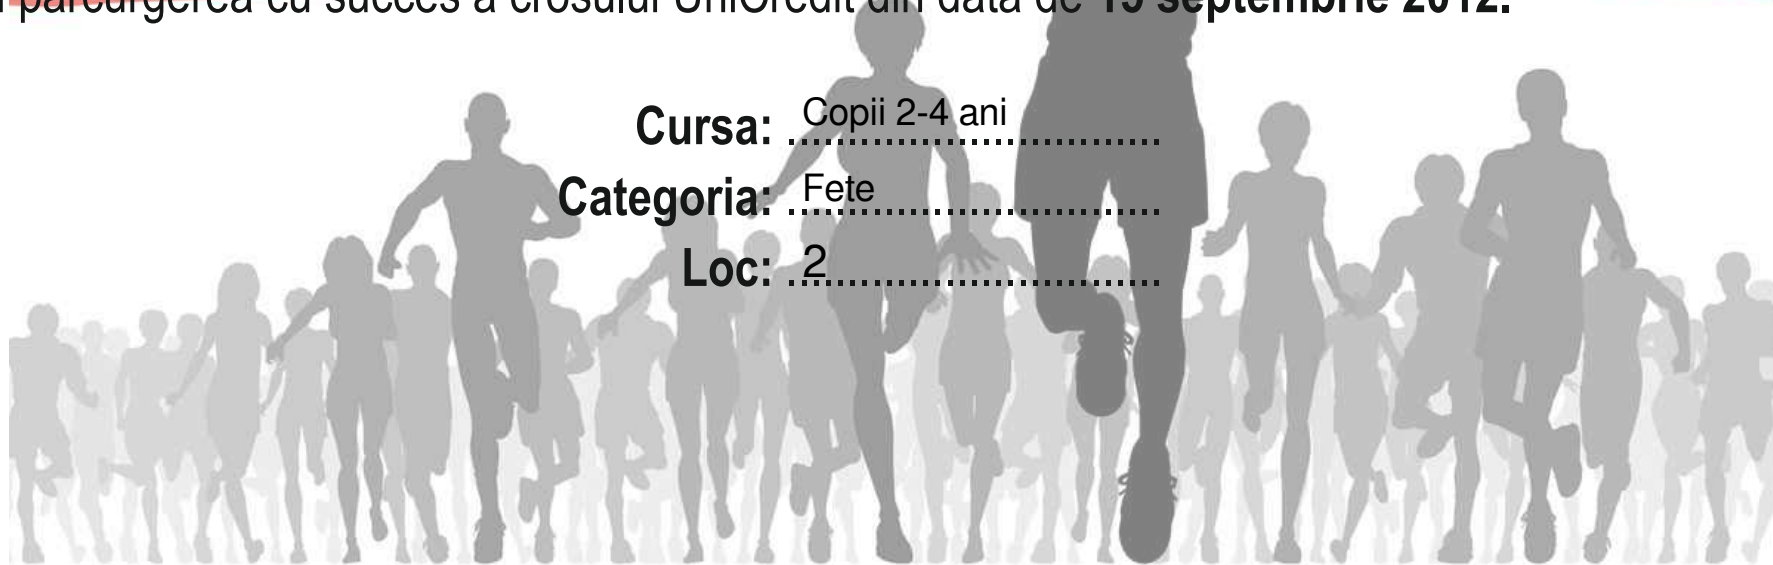 parcurgerea cu succes a crosului UniCredit din data de septembrie 2012.
Cursa: Copii 2-4 ani
Categoria: Fete
Loc: 2